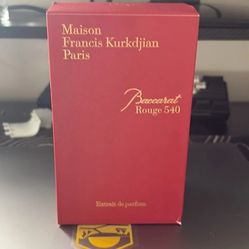 Maison
Francis Kurkdjian
Paris
Baccarat
Rouge 540
Extrait de parfum